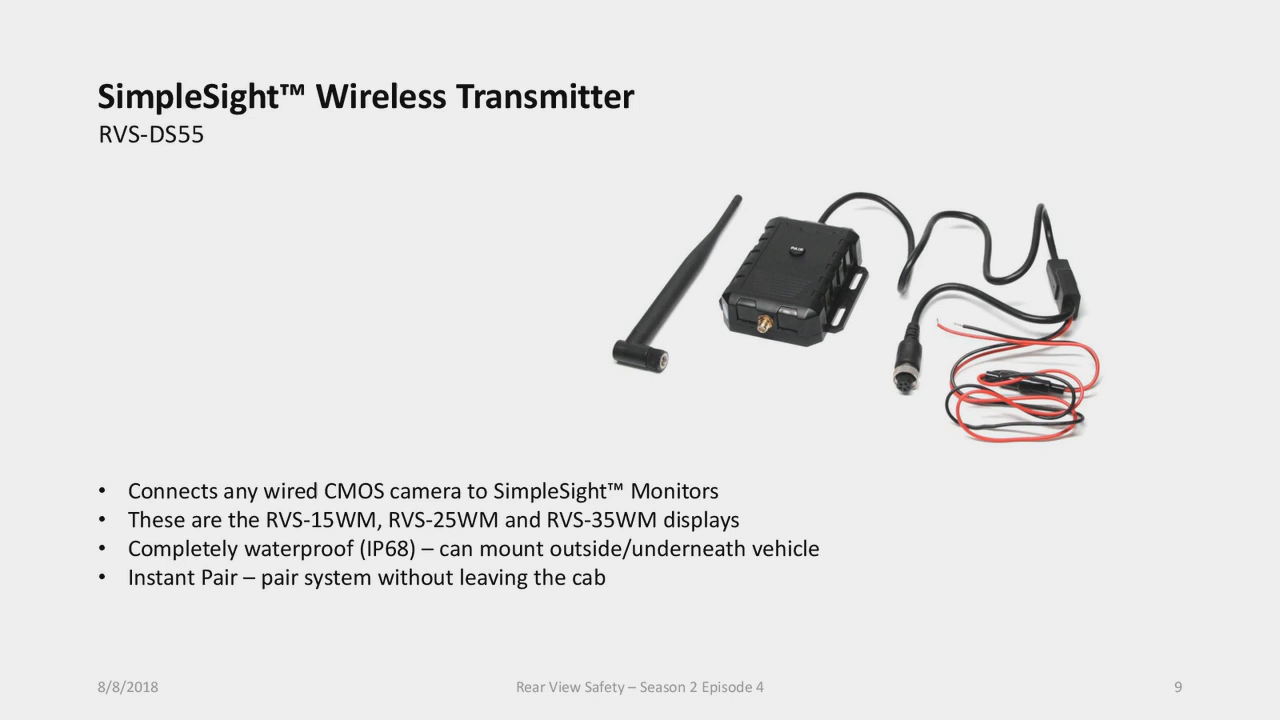 SimpleSight™ Wireless Transmitter
RVS-DS55
PAIR
• Connects any wired CMOS camera to SimpleSight™ Monitors
• These are the RVS-15WM, RVS-25WM and RVS-35WM displays
• Completely waterproof (IP68) – can mount outside/underneath vehicle
• Instant Pair – pair system without leaving the cab
8/8/2018
Rear View Safety – Season 2 Episode 4
9